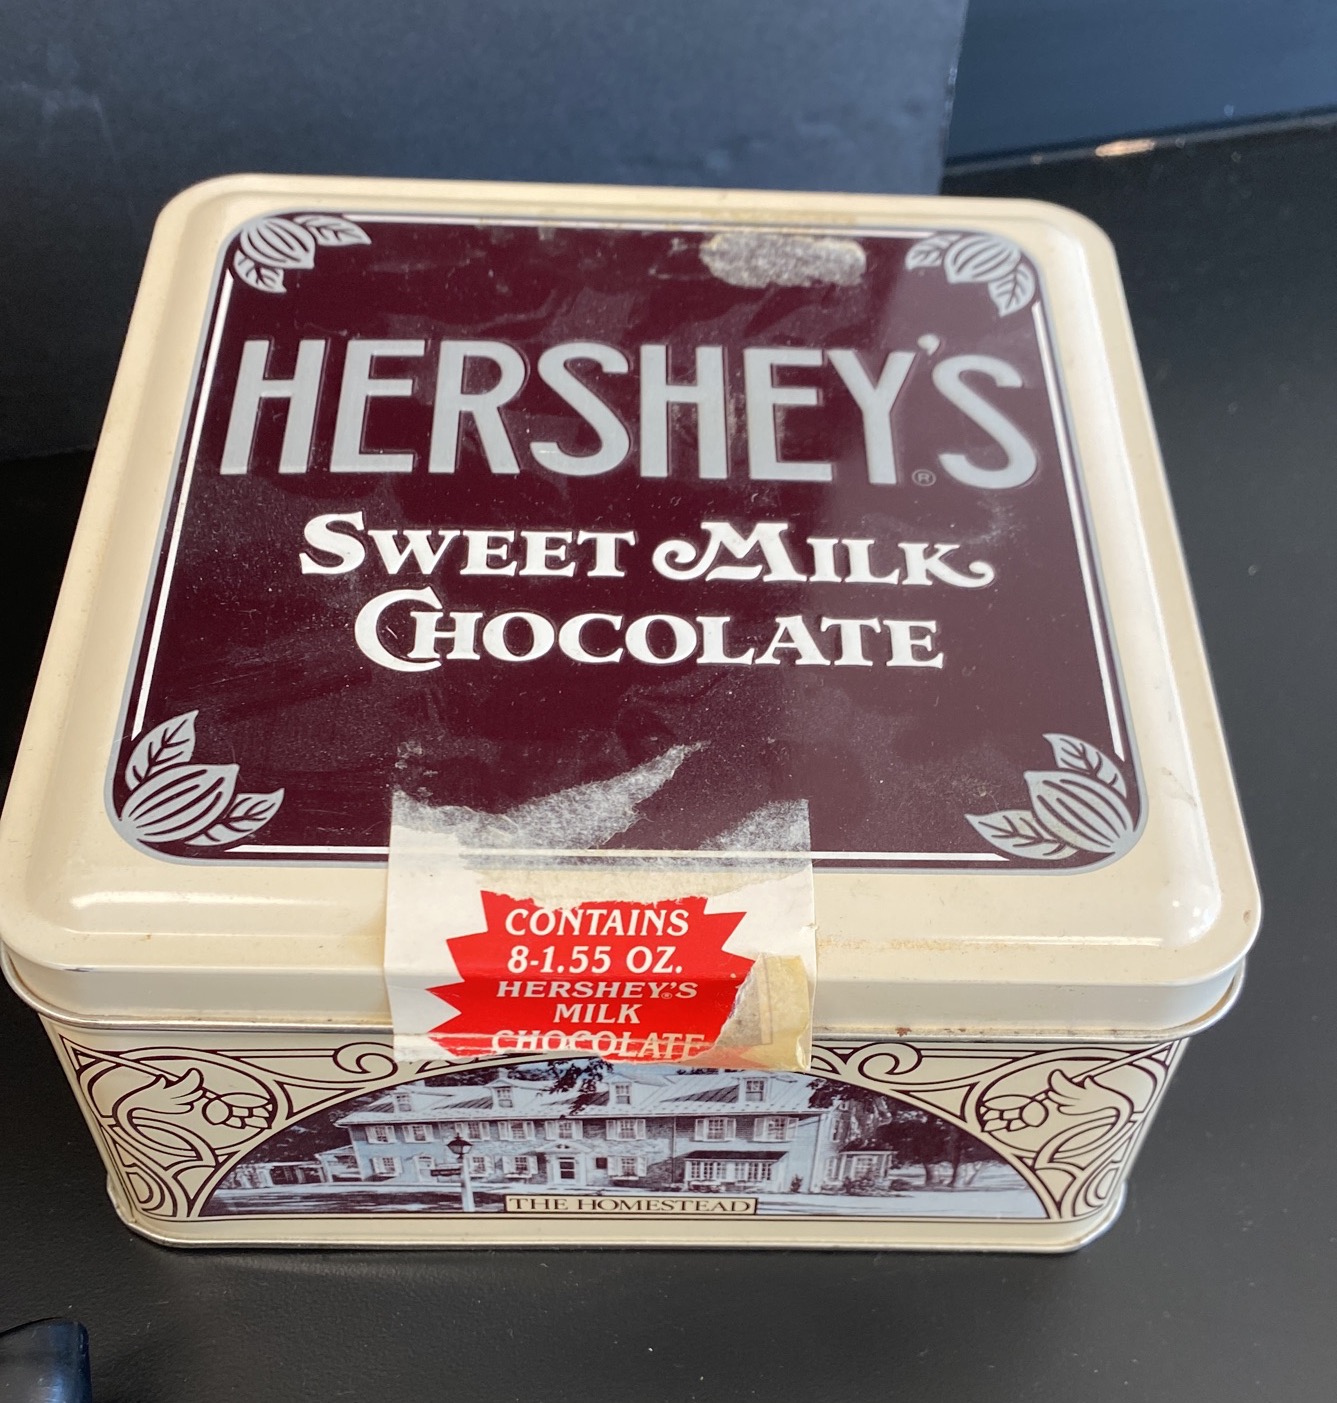 HERSHEY'S®
SWEET MILK
CHOCOLATE
CONTAINS
8-1.55 OZ.
HERSHEY'S®
MILK
CHOCOLATE
THE HOMESTEAD